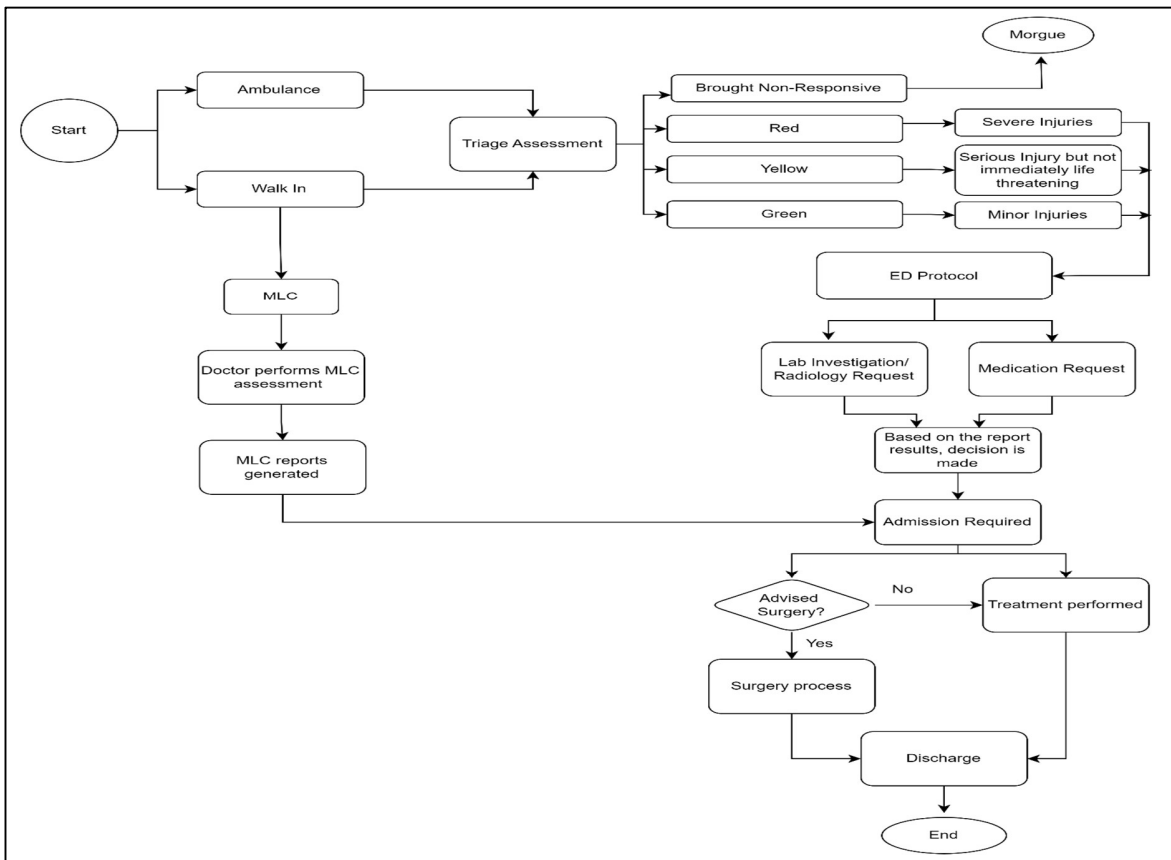 Morgue
Ambulance
Brought Non-Responsive
Start
Triage Assessment
Red
Severe Injuries
Walk In
Yellow
Serious Injury but not
immediately life
threatening
Green
Minor Injuries
ED Protocol
MLC
Doctor performs MLC
assessment
Lab Investigation/
Radiology Request
Medication Request
MLC reports
generated
Based on the report
results, decision is
made
Admission Required
Advised
Surgery?
No
Treatment performed
Yes
Surgery process
Discharge
End